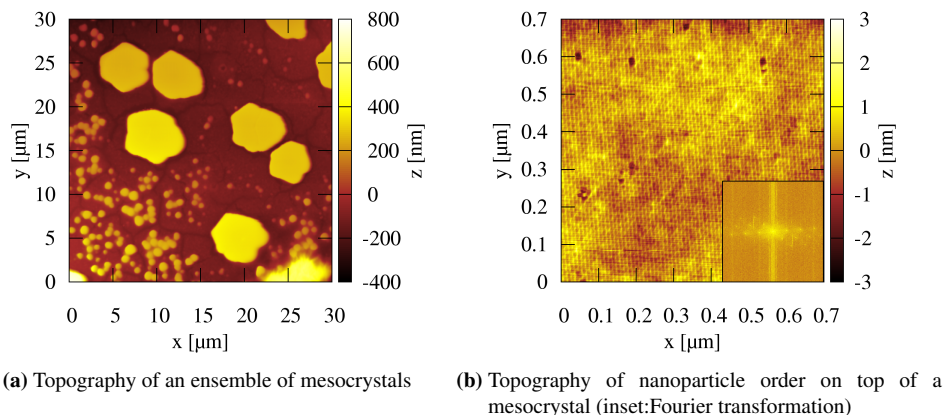 30
25
20
15
10
5
0
y [µm]
0 5 10 15 20 25 30
x [µm]
800
600
400
200
0
-200
-400
z [nm]
(a) Topography of an ensemble of mesocrystals
0.7
0.6
0.5
0.4
0.3
0.2
0.1
0
y [µm]
0 0.1 0.2 0.3 0.4 0.5 0.6 0.7
x [µm]
3
2
1
0
-1
-2
-3
z [nm]
(b) Topography of nanoparticle order on top of a
mesocrystal (inset:Fourier transformation)